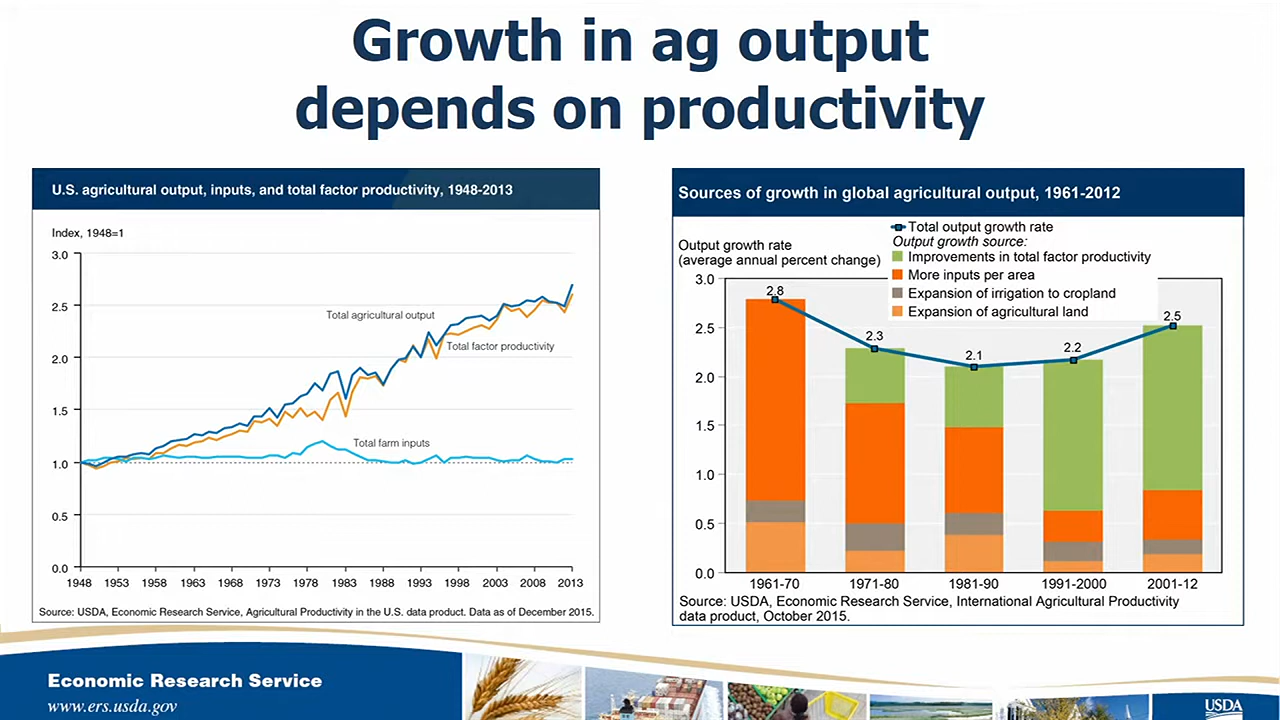 Growth in ag output
depends on productivity
U.S. agricultural output, inputs, and total factor productivity, 1948-2013
Index, 1948=1
3.0
2.5
2.0
1.5
1.0
0.5
0.0
Total agricultural output
Total factor productivity
Total farm inputs
1948 1953 1958 1963 1968 1973 1978 1983 1988 1993 1998 2003 2008 2013
Source: USDA, Economic Research Service, Agricultural Productivity in the U.S. data product. Data as of December 2015.
Sources of growth in global agricultural output, 1961-2012
Output growth rate
(average annual percent change)
Total output growth rate
Output growth source:
Improvements in total factor productivity
More inputs per area
Expansion of irrigation to cropland
Expansion of agricultural land
3.0
2.5
2.0
1.5
1.0
0.5
0.0
2.8
2.3
2.1
2.2
2.5
1961-70 1971-80 1981-90 1991-2000 2001-12
Source: USDA, Economic Research Service, International Agricultural Productivity
data product, October 2015.
Economic Research Service
www.ers.usda.gov
USDA